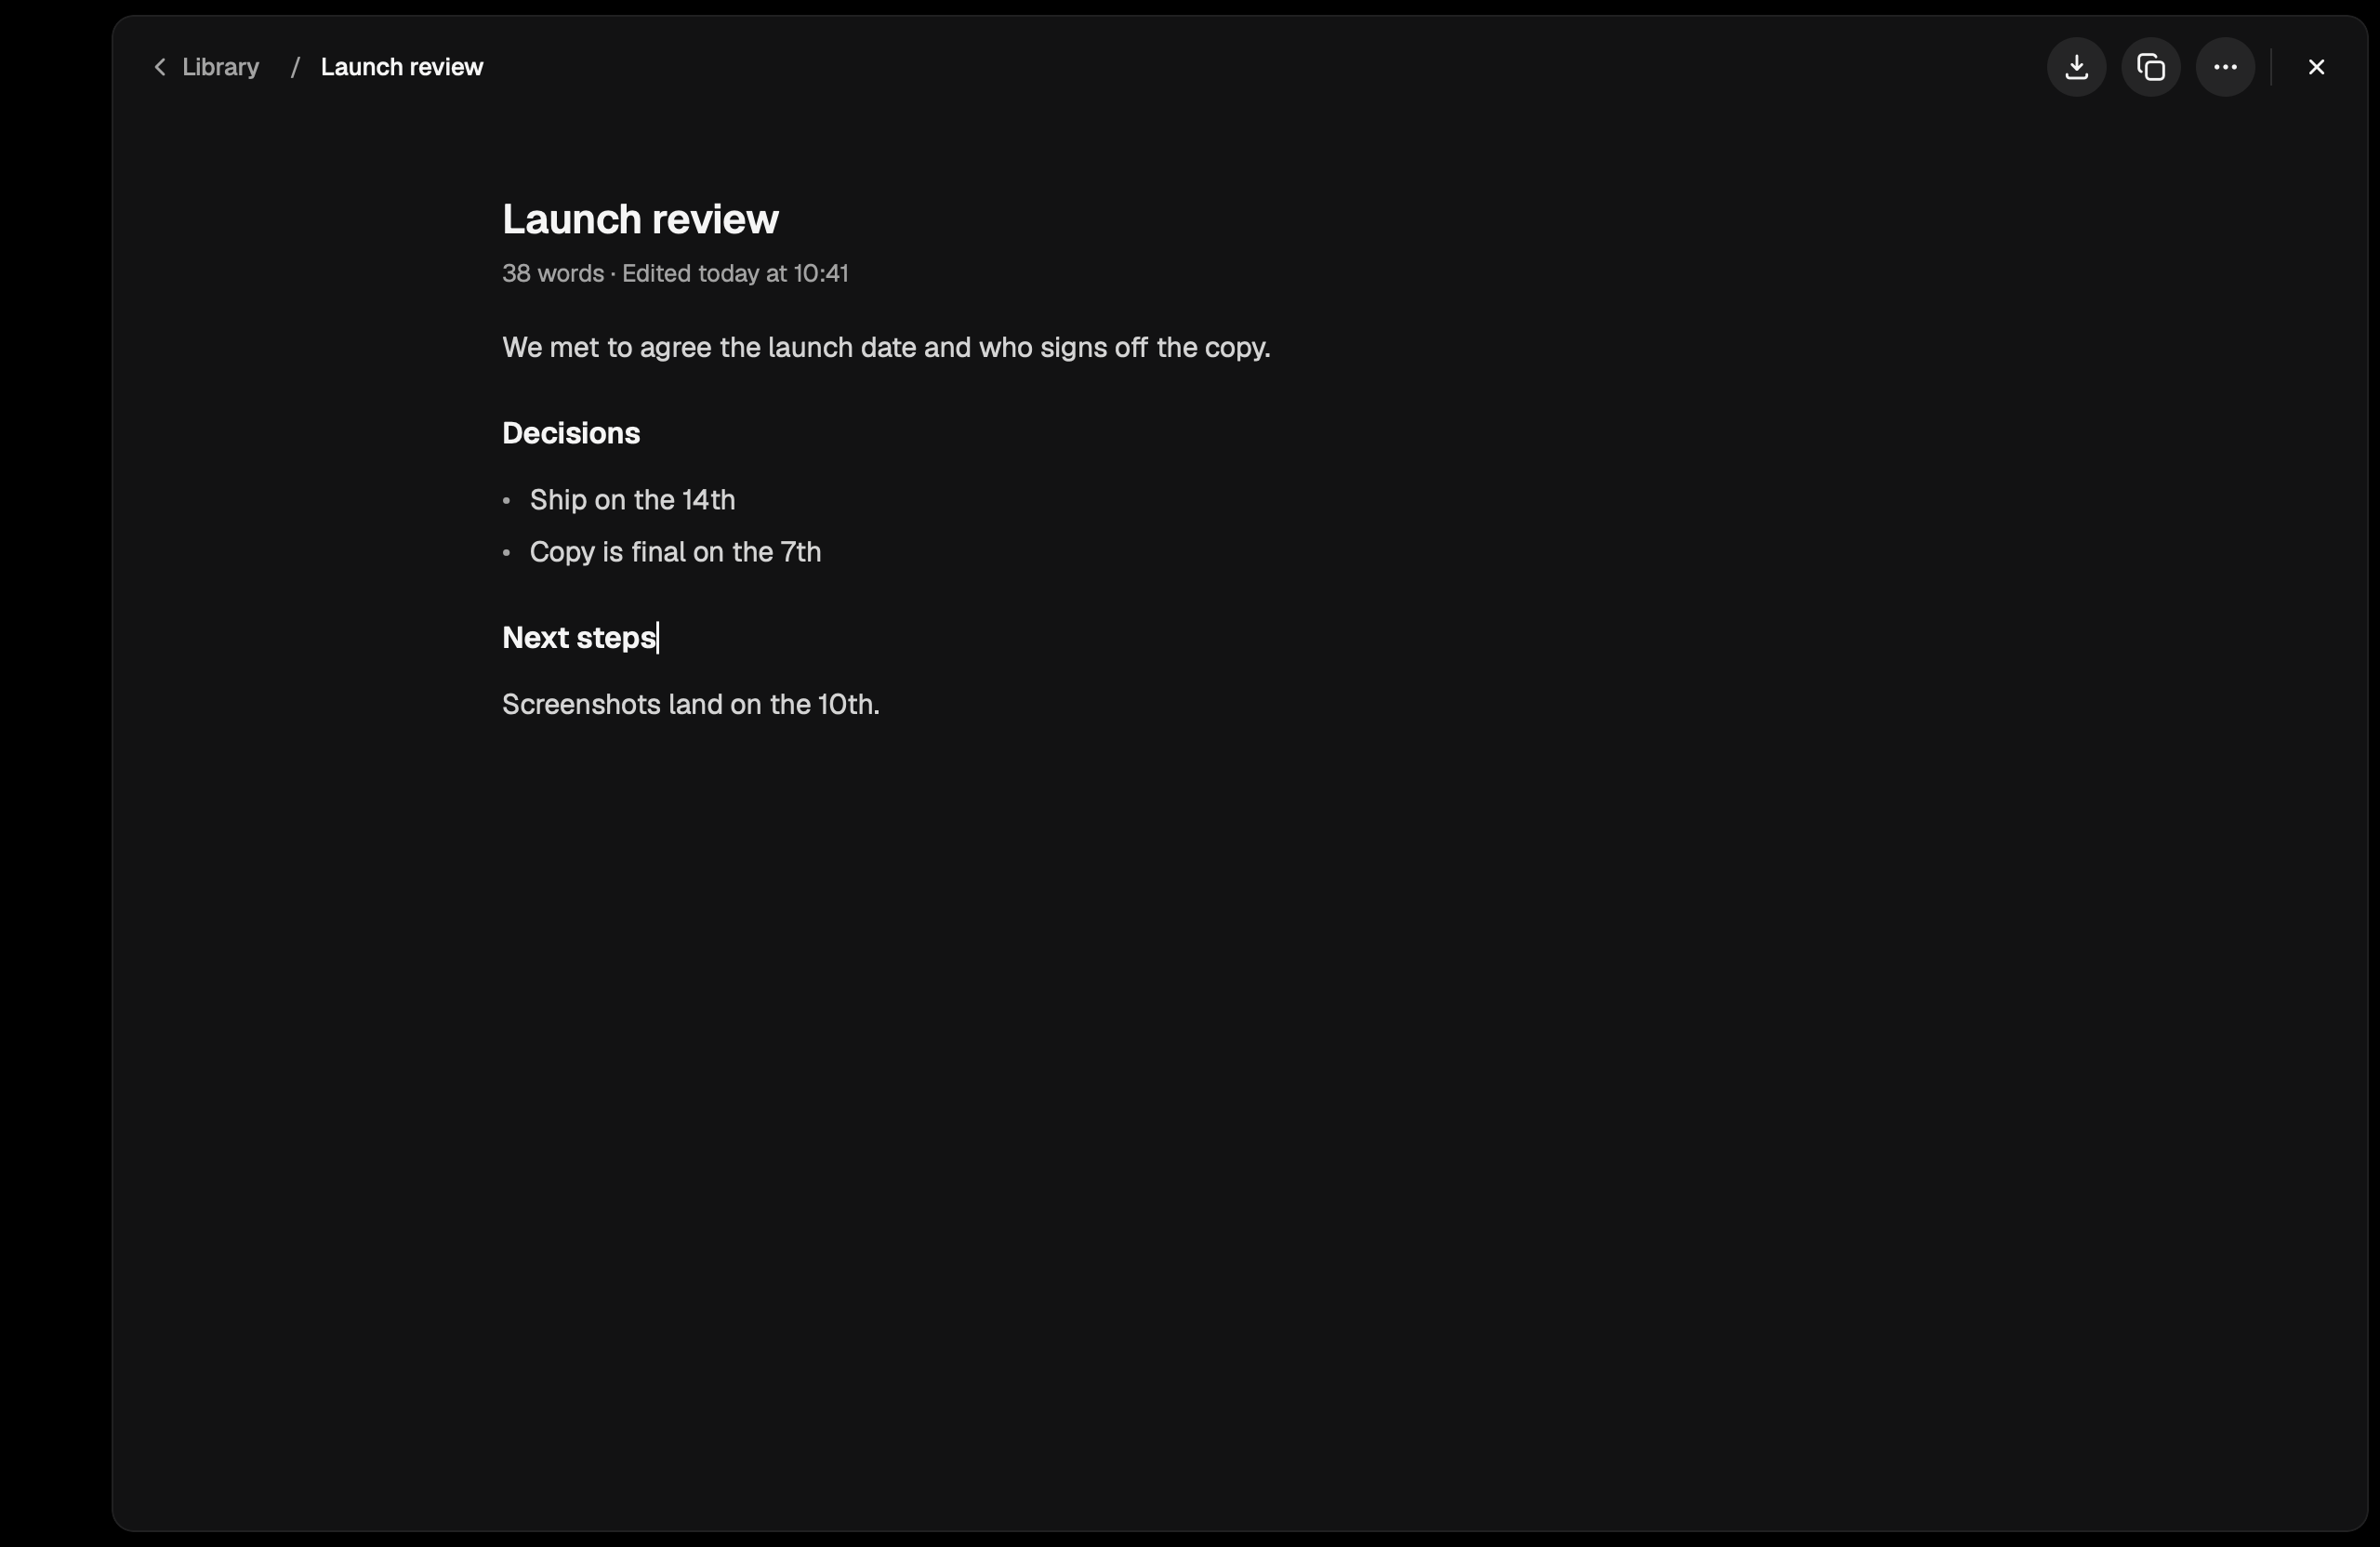 Library / Launch review
Launch review
38 words · Edited today at 10:41
We met to agree the launch date and who signs off the copy.
Decisions
• Ship on the 14th
• Copy is final on the 7th
Next steps
Screenshots land on the 10th.